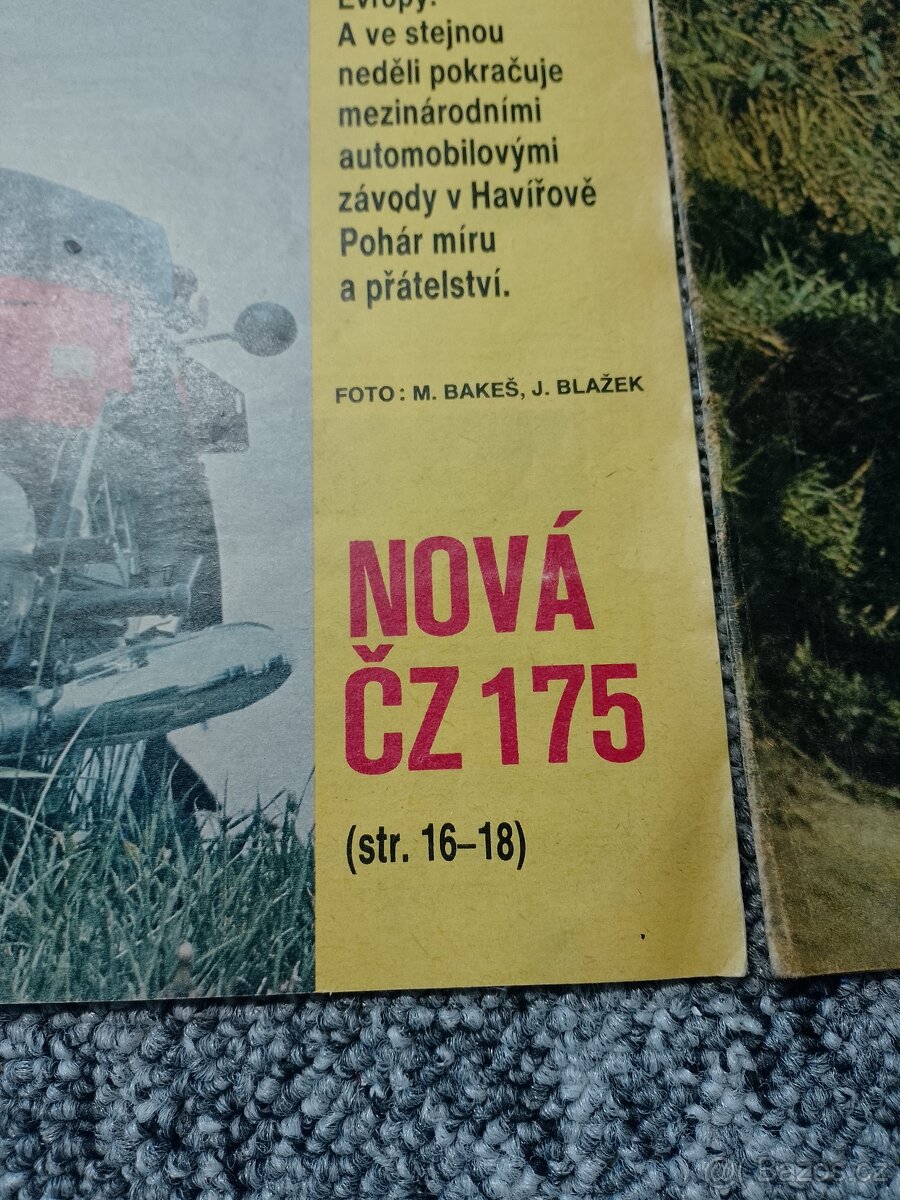 Evropy.
A ve stejnou
neděli pokračuje
mezinárodními
automobilovými
závody v Havířově
Pohár míru
a přátelství.
FOTO: M. BAKEŠ, J. BLAŽEK
NOVÁ
ČZ 175
(str. 16–18)
Bazos.cz